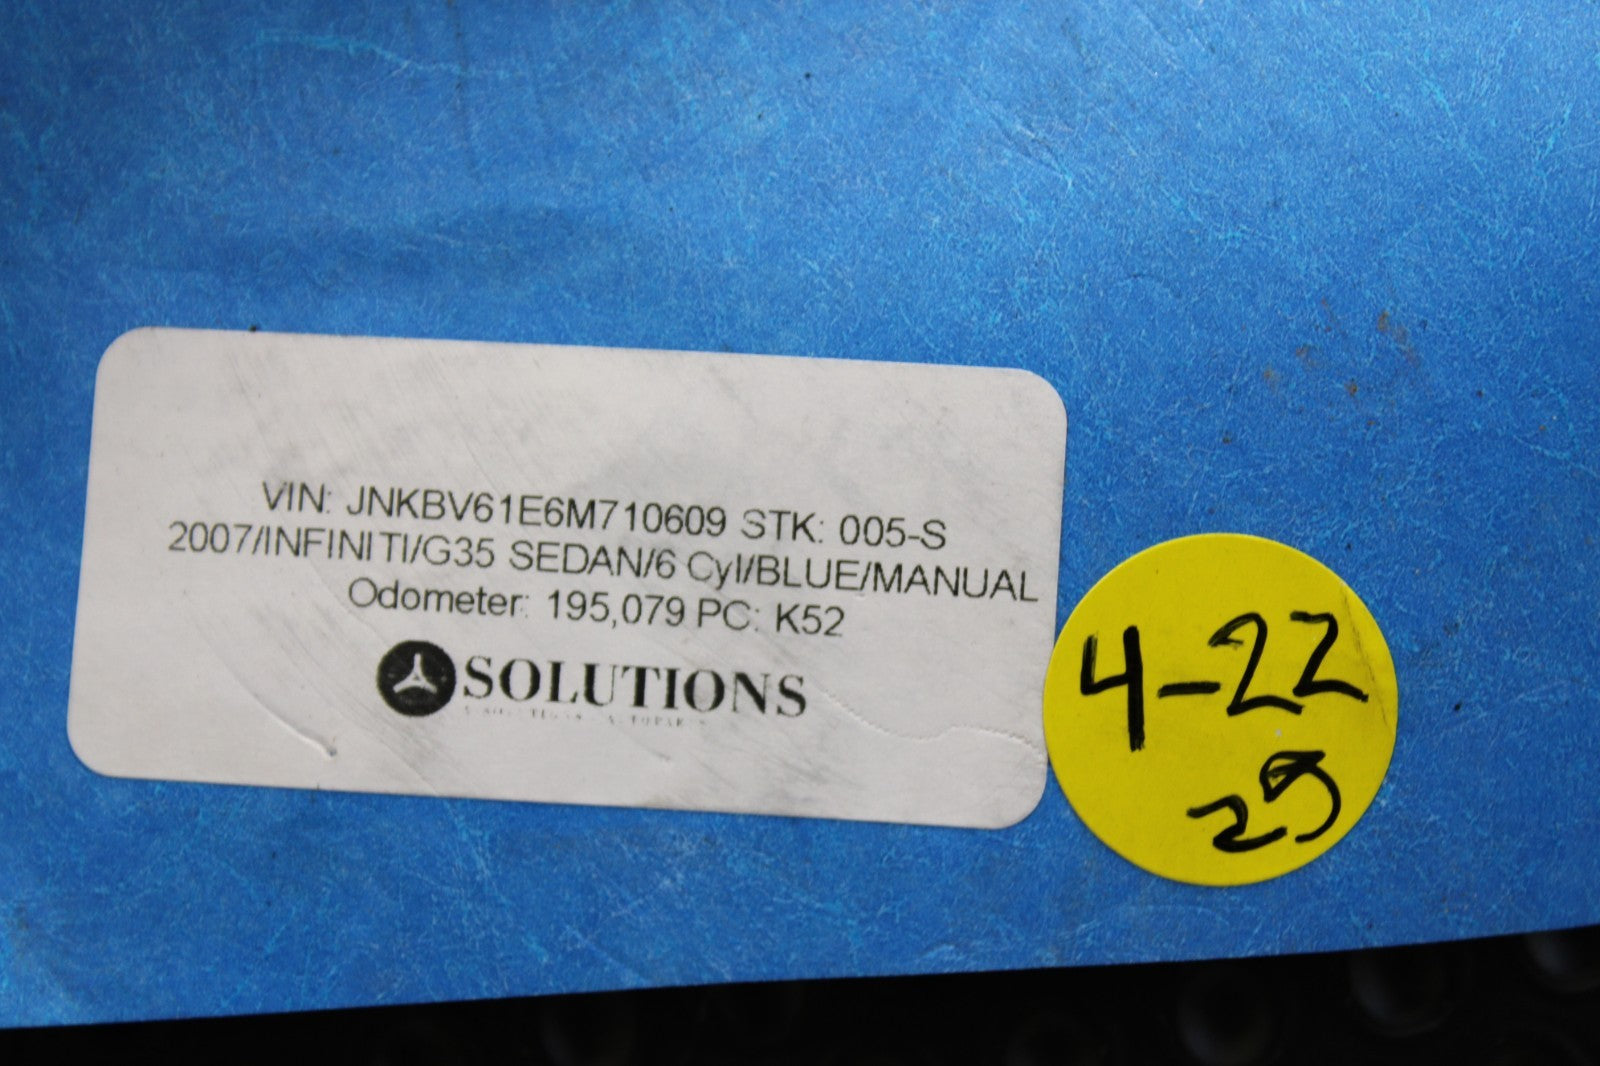 VIN: JNKBV61E6M710609 STK: 005-S
2007/INFINITI/G35 SEDAN/6 Cyl/BLUE/MANUAL
Odometer: 195,079 PC: K52
SOLUTIONS
4-22
29